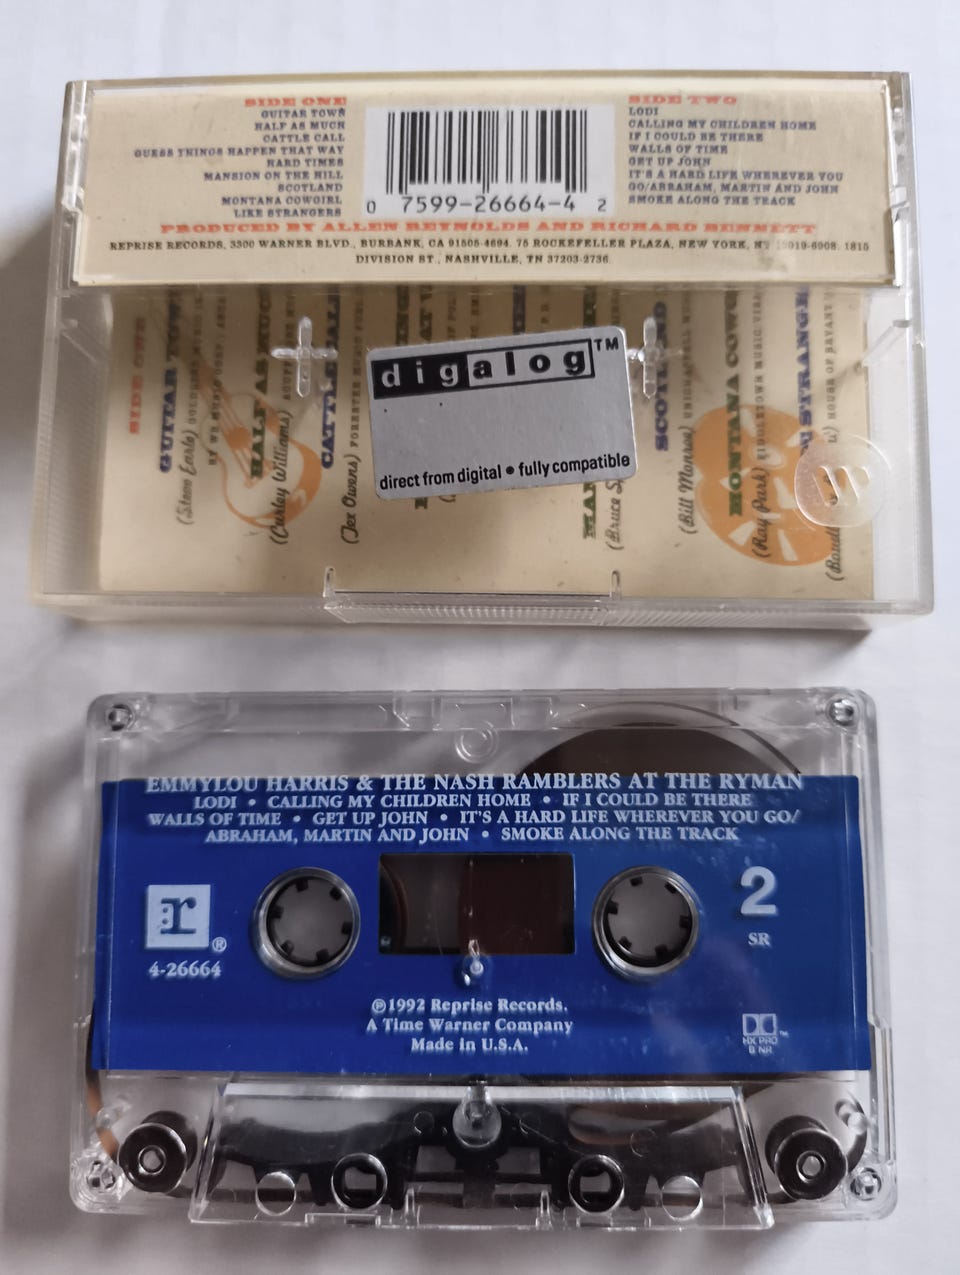 SIDE ONE
GUITAR TOWN
HALF AS MUCH
CATTLE CALL
GUESS THINGS HAPPEN THAT WAY
HARD TIMES
MANSION ON THE HILL
SCOTLAND
MONTANA COWGIRL
LIKE STRANGERS
0 7599-26664-4 2
SIDE TWO
LODI
CALLING MY CHILDREN HOME
IF I COULD BE THERE
WALLS OF TIME
GET UP JOHN
IT'S A HARD LIFE WHEREVER YOU
GO/ABRAHAM, MARTIN AND JOHN
SMOKE ALONG THE TRACK
PRODUCED BY ALLEN REYNOLDS AND RICHARD BENNETT
REPRISE RECORDS, 3300 WARNER BLVD., BURBANK, CA 91505-4694. 75 ROCKEFELLER PLAZA, NEW YORK, NY 10019-6908. 1815
DIVISION ST., NASHVILLE, TN 37203-2736.
SIDE ONE
GUITAR TOWN
(Steve Earle)
HALF AS MUCH
(Curley Williams)
CATTLE CALL
(Tex Owens) FORSTER MUSIC
digalog™
direct from digital • fully compatible
SCOTLAND
(Bill Monroe)
MONTANA COWG
(Ray Park)
STRANGE
HOUSE OF BRYANT
W
EMMYLOU HARRIS & THE NASH RAMBLERS AT THE RYMAN
LODI • CALLING MY CHILDREN HOME • IF I COULD BE THERE
WALLS OF TIME • GET UP JOHN • IT'S A HARD LIFE WHEREVER YOU GO/
ABRAHAM, MARTIN AND JOHN • SMOKE ALONG THE TRACK
:r®
4-26664
2
SR
℗1992 Reprise Records.
A Time Warner Company
Made in U.S.A.
HX PRO
B NR
™